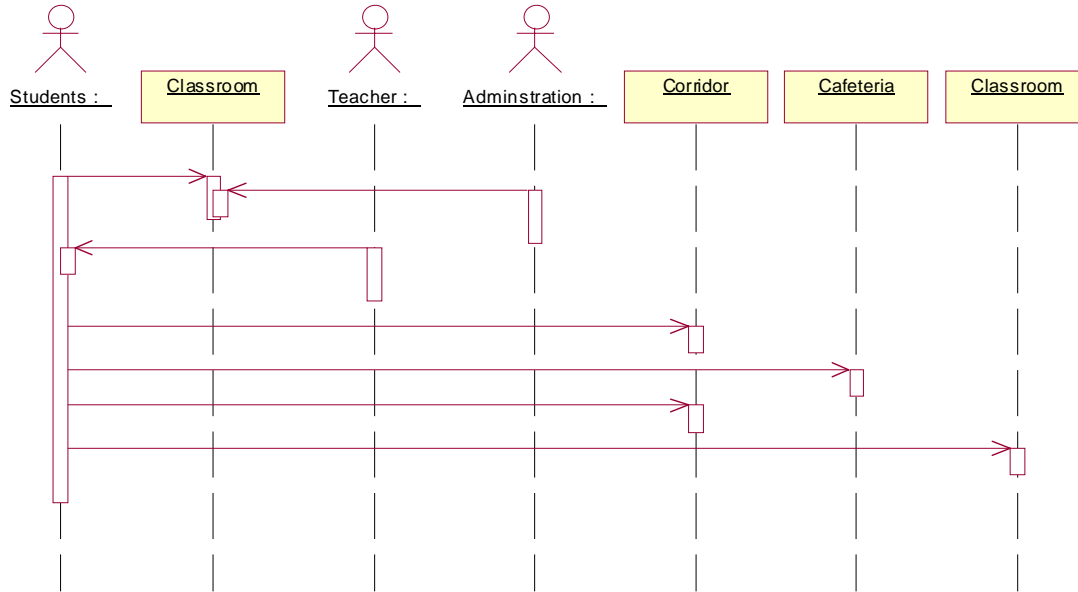 Students :
Classroom
Teacher :
Adminstration :
Corridor
Cafeteria
Classroom